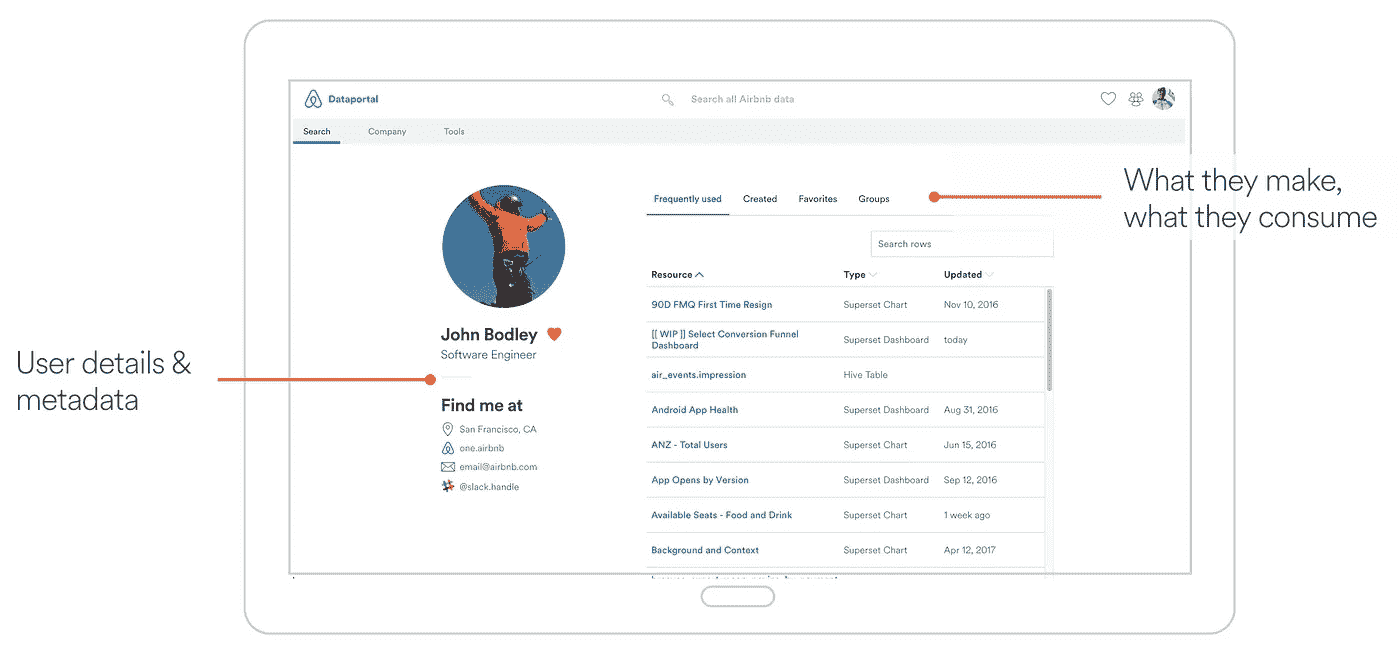 Dataportal
Search all Airbnb data
Search Company Tools
What they make,
what they consume
Frequently used Created Favorites Groups
Search rows
Resource Type Updated
90D FMQ First Time Resign Superset Chart Nov 10, 2016
[[ WIP ]] Select Conversion Funnel
Dashboard Superset Dashboard today
air_events.impression Hive Table
Android App Health Superset Dashboard Aug 31, 2016
ANZ - Total Users Superset Chart Jun 15, 2016
App Opens by Version Superset Dashboard Sep 12, 2016
Available Seats - Food and Drink Superset Chart 1 week ago
Background and Context Superset Chart Apr 12, 2017
John Bodley
Software Engineer
Find me at
San Francisco, CA
one.airbnb
email@airbnb.com
@slack.handle
User details &
metadata